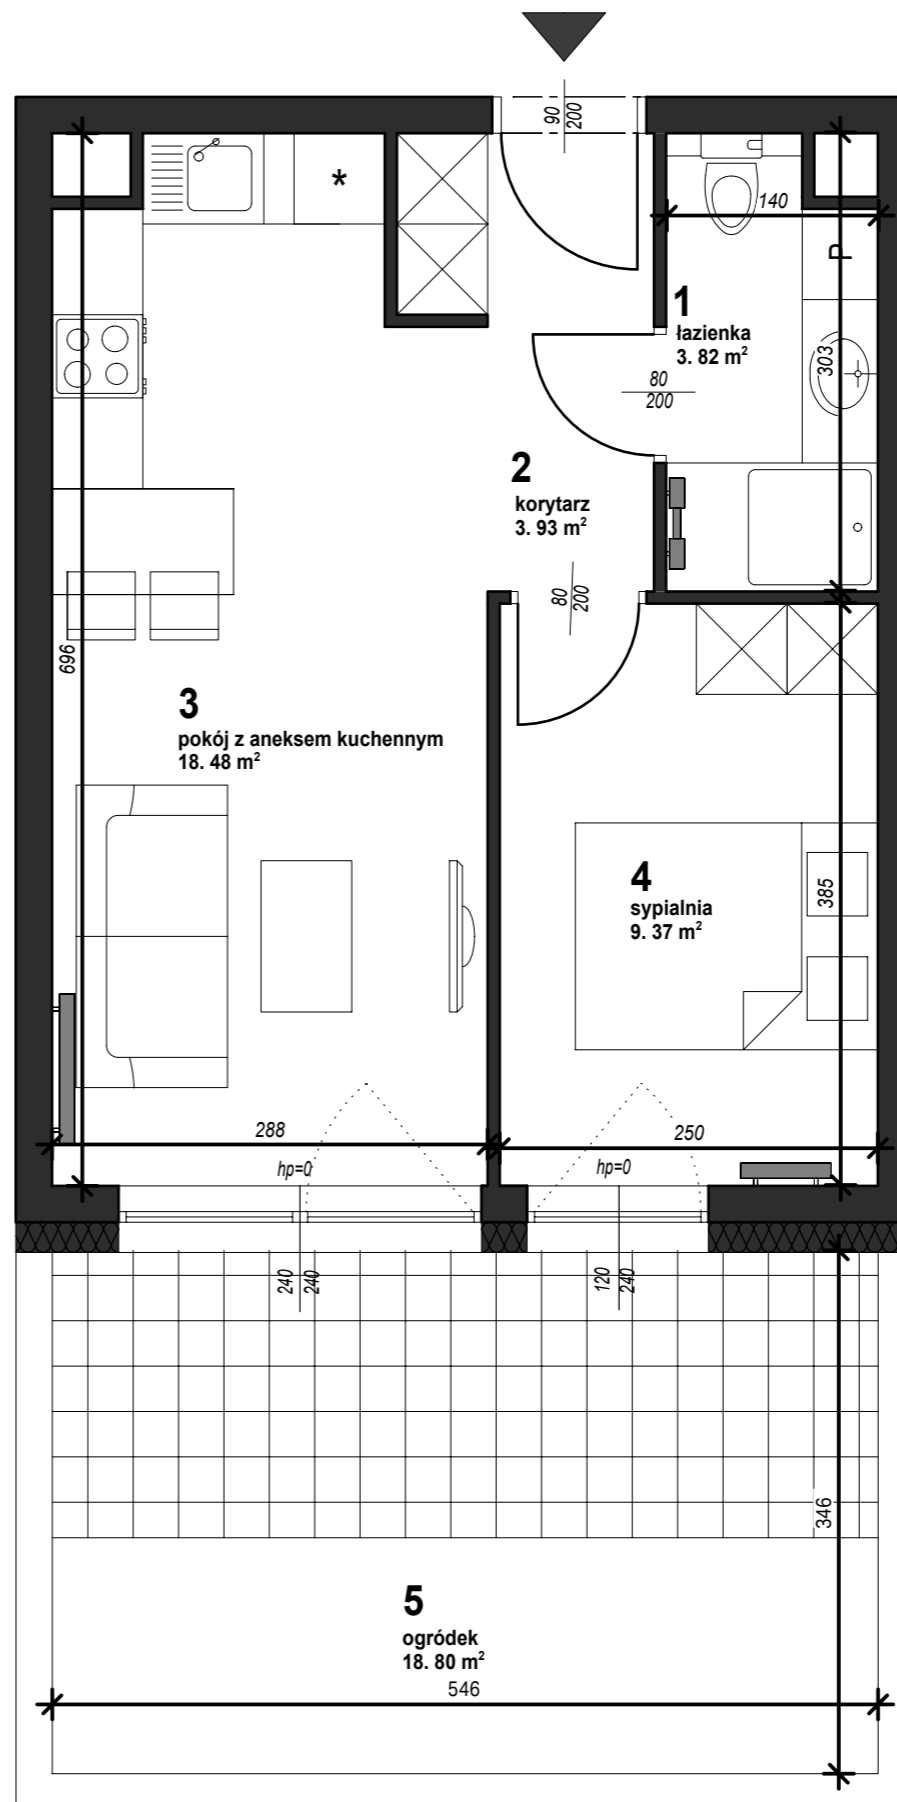 90
200
140
P
1
łazienka
3. 82 m²
303
80
200
2
korytarz
3. 93 m²
80
200
*
696
3
pokój z aneksem kuchennym
18. 48 m²
4
sypialnia
9. 37 m²
385
288
250
hp=0
hp=0
240
240
120
240
346
5
ogródek
18. 80 m²
546